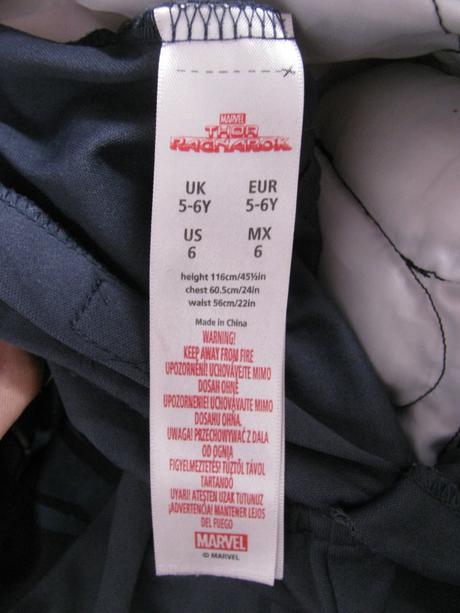 MARVEL
THOR
RAGNAROK
UK EUR
5-6Y 5-6Y
US MX
6 6
height 116cm/45½in
chest 60.5cm/24in
waist 56cm/22in
Made in China
WARNING!
KEEP AWAY FROM FIRE
UPOZORNĚNÍ! UCHOVÁVEJTE MIMO
DOSAH OHNĚ
UPOZORNENIE! UCHOVÁVAJTE MIMO
DOSAHU OHŇA.
UWAGA! PRZECHOWYWAĆ Z DALA
OD OGNIA
FIGYELMEZTETÉS! TŰZTŐL TÁVOL
TARTANDÓ
UYARI! ATEŞTEN UZAK TUTUNUZ
¡ADVERTENCIA! MANTENER LEJOS
DEL FUEGO
MARVEL
© MARVEL